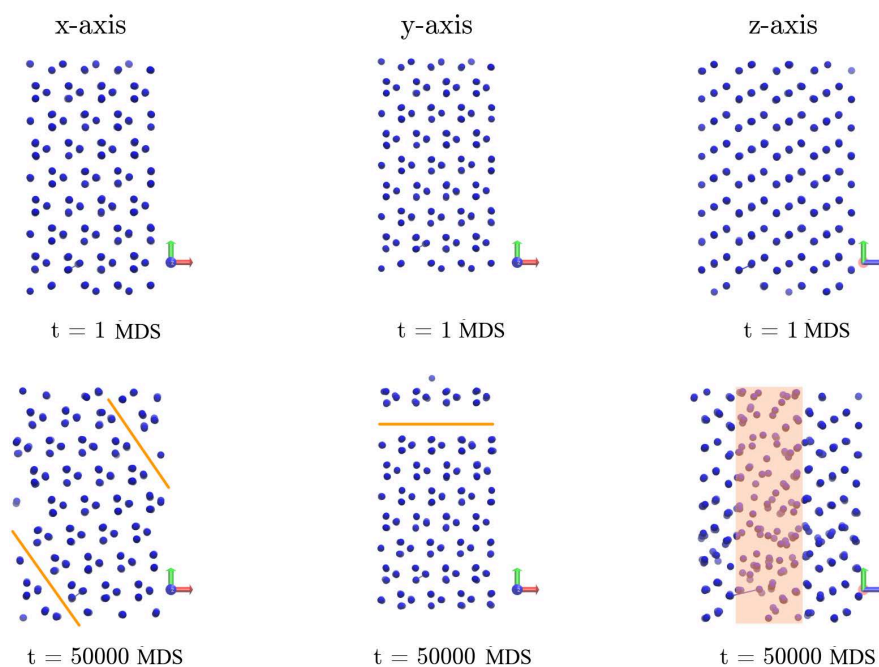 x-axis y-axis z-axis
t = 1 MDS t = 1 MDS t = 1 MDS
t = 50000 MDS t = 50000 MDS t = 50000 MDS